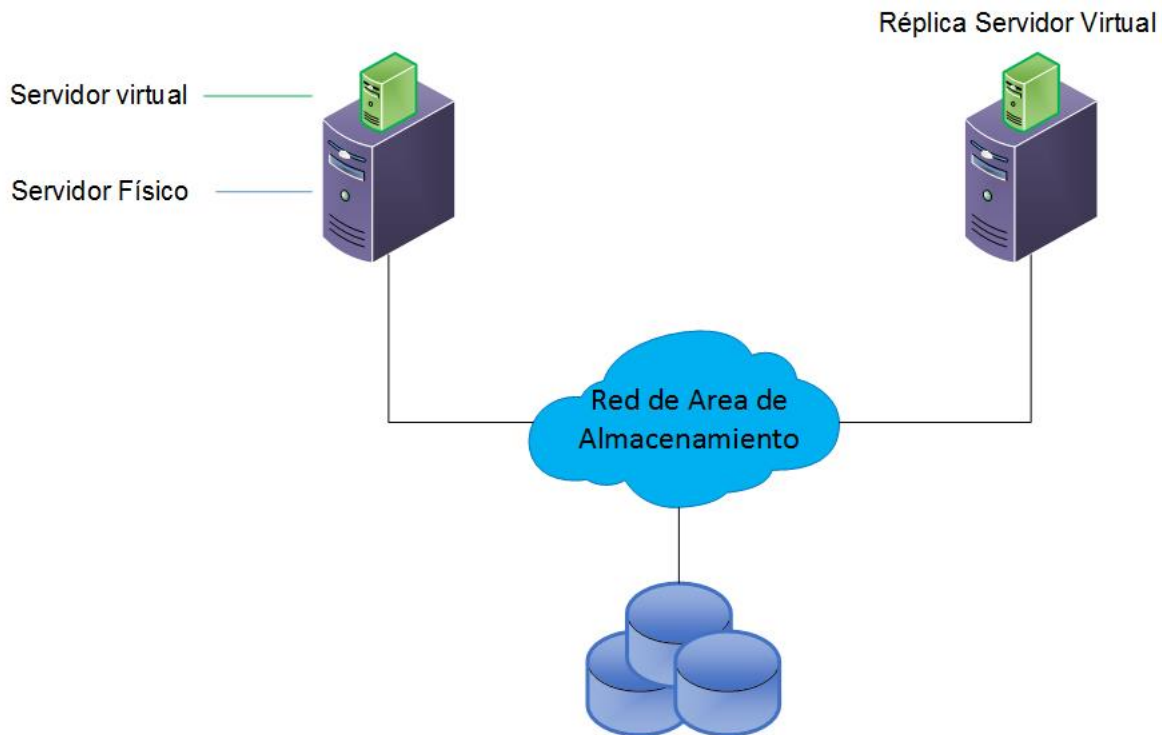 Réplica Servidor Virtual
Servidor virtual
Servidor Físico
Red de Area de
Almacenamiento